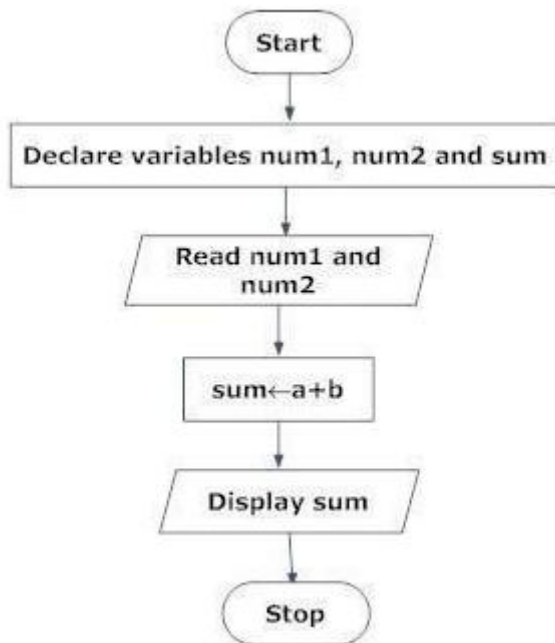 Start
Declare variables num1, num2 and sum
Read num1 and
num2
sum←a+b
Display sum
Stop